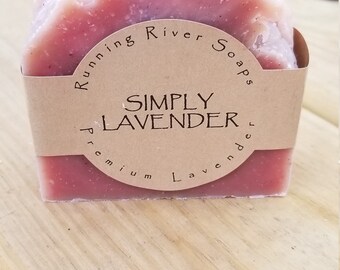 Running River Soaps
SIMPLY
LAVENDER
Premium Lavender